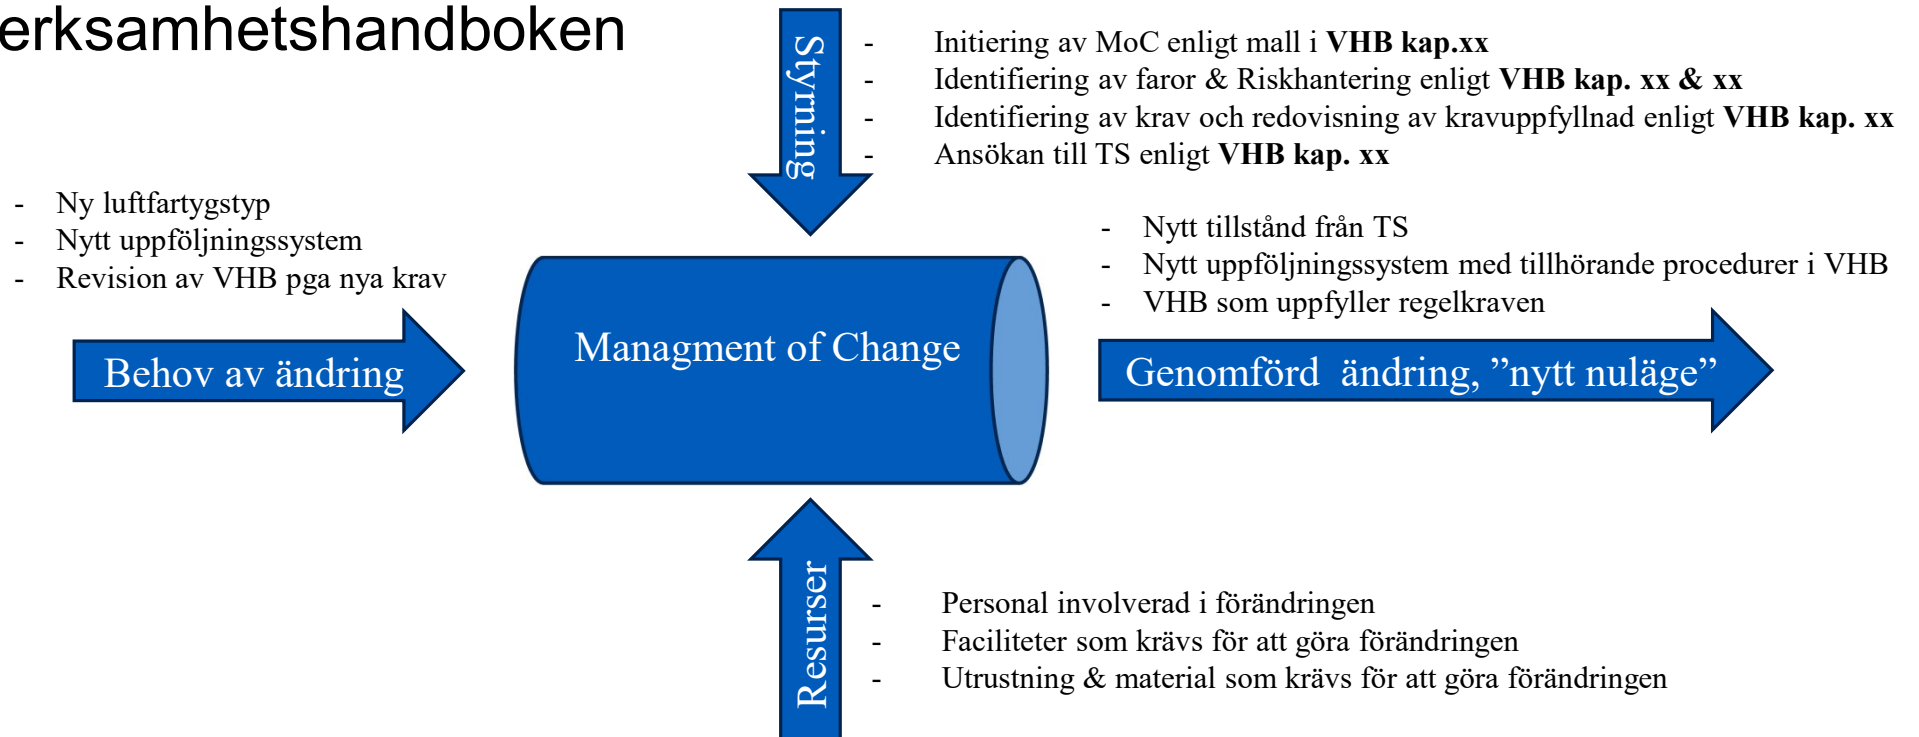 erksamhetshandboken
Styrning
- Initiering av MoC enligt mall i VHB kap.xx
- Identifiering av faror & Riskhantering enligt VHB kap. xx & xx
- Identifiering av krav och redovisning av kravuppfyllnad enligt VHB kap. xx
- Ansökan till TS enligt VHB kap. xx
- Ny luftfartygstyp
- Nytt uppföljningssystem
- Revision av VHB pga nya krav
Behov av ändring
Managment of Change
- Nytt tillstånd från TS
- Nytt uppföljningssystem med tillhörande procedurer i VHB
- VHB som uppfyller regelkraven
Genomförd  ändring, ”nytt nuläge”
Resurser
- Personal involverad i förändringen
- Faciliteter som krävs för att göra förändringen
- Utrustning & material som krävs för att göra förändringen